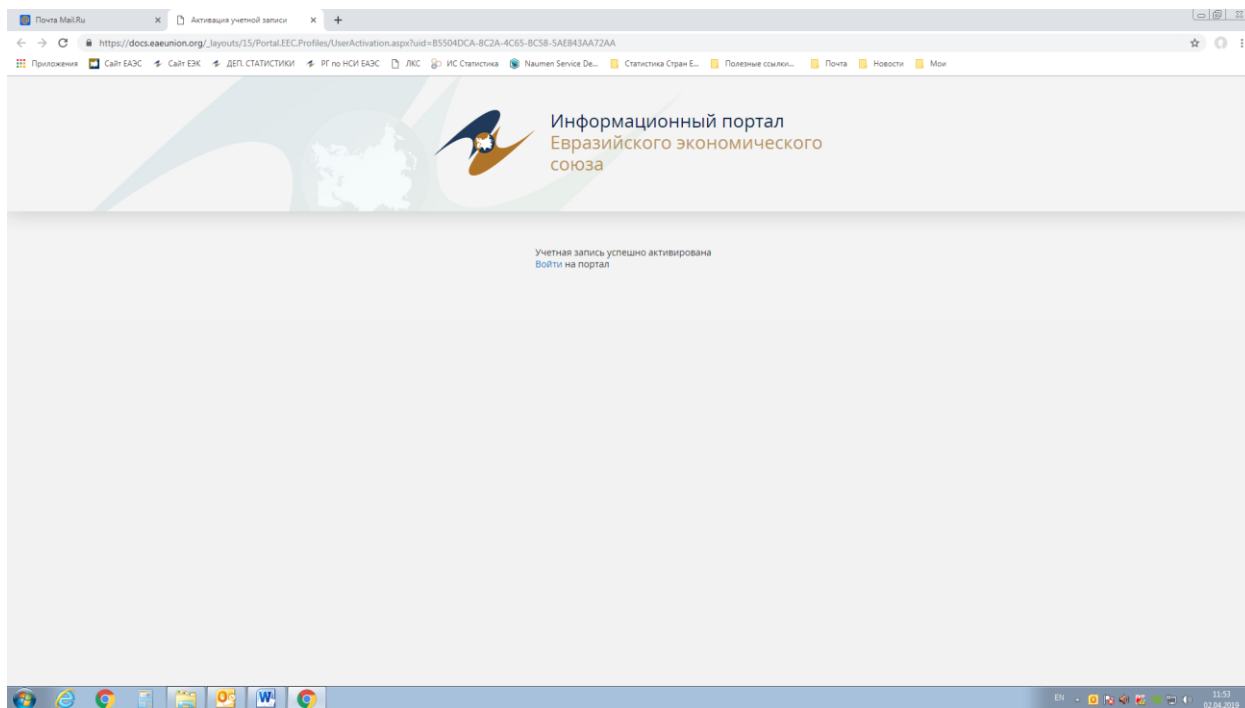 Почта Mail.Ru
Активация учетной записи
https://docs.eaeunion.org/_layouts/15/Portal.EEC.Profiles/UserActivation.aspx?uid=B5504DCA-8C2A-4C65-BC58-5AE843AA72AA
Приложения Сайт ЕАЭС Сайт ЕЭК ДЕП. СТАТИСТИКИ РГ по НСИ ЕАЭС ЛКС ИС Статистика Naumen Service De... Статистика Стран Е... Полезные ссылки... Почта Новости Мои
Информационный портал
Евразийского экономического
союза
Учетная запись успешно активирована
Войти на портал
EN
11:53
02.04.2019